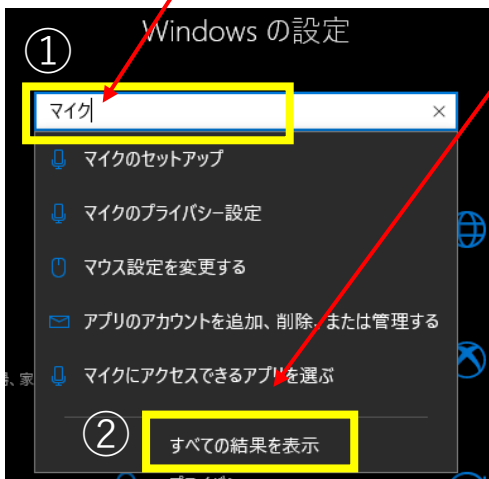 Windows の設定
①
マイク
マイクのセットアップ
マイクのプライバシー設定
マウス設定を変更する
アプリのアカウントを追加、削除、または管理する
、家
マイクにアクセスできるアプリを選ぶ
②
すべての結果を表示